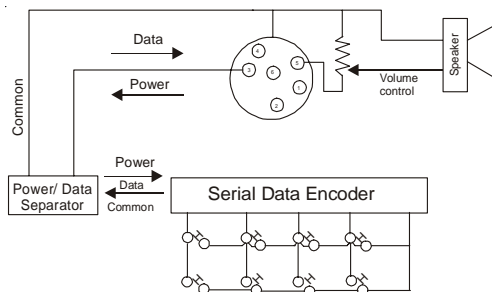 Data
Power
Common
4
3
6
5
1
2
Volume
control
Speaker
Power/ Data
Separator
Power
Data
Common
Serial Data Encoder